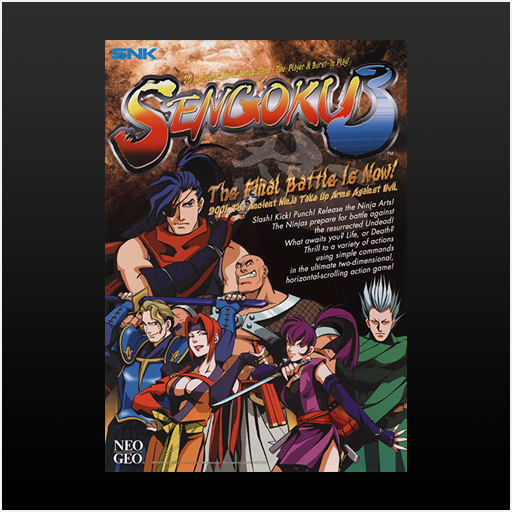 SNK
Two-Player & Burst-In Play!
SENGOKU 3
TM
The Final Battle Is Now!
2001: The Ancient Ninja Take Up Arms Against Evil
Slash! Kick! Punch! Release the Ninja Arts!
The Ninjas prepare for battle against
the resurrected Undead!
What awaits you? Life, or Death?
Thrill to a variety of actions
using simple commands
in the ultimate two-dimensional,
horizontal-scrolling action game!
NEO
GEO